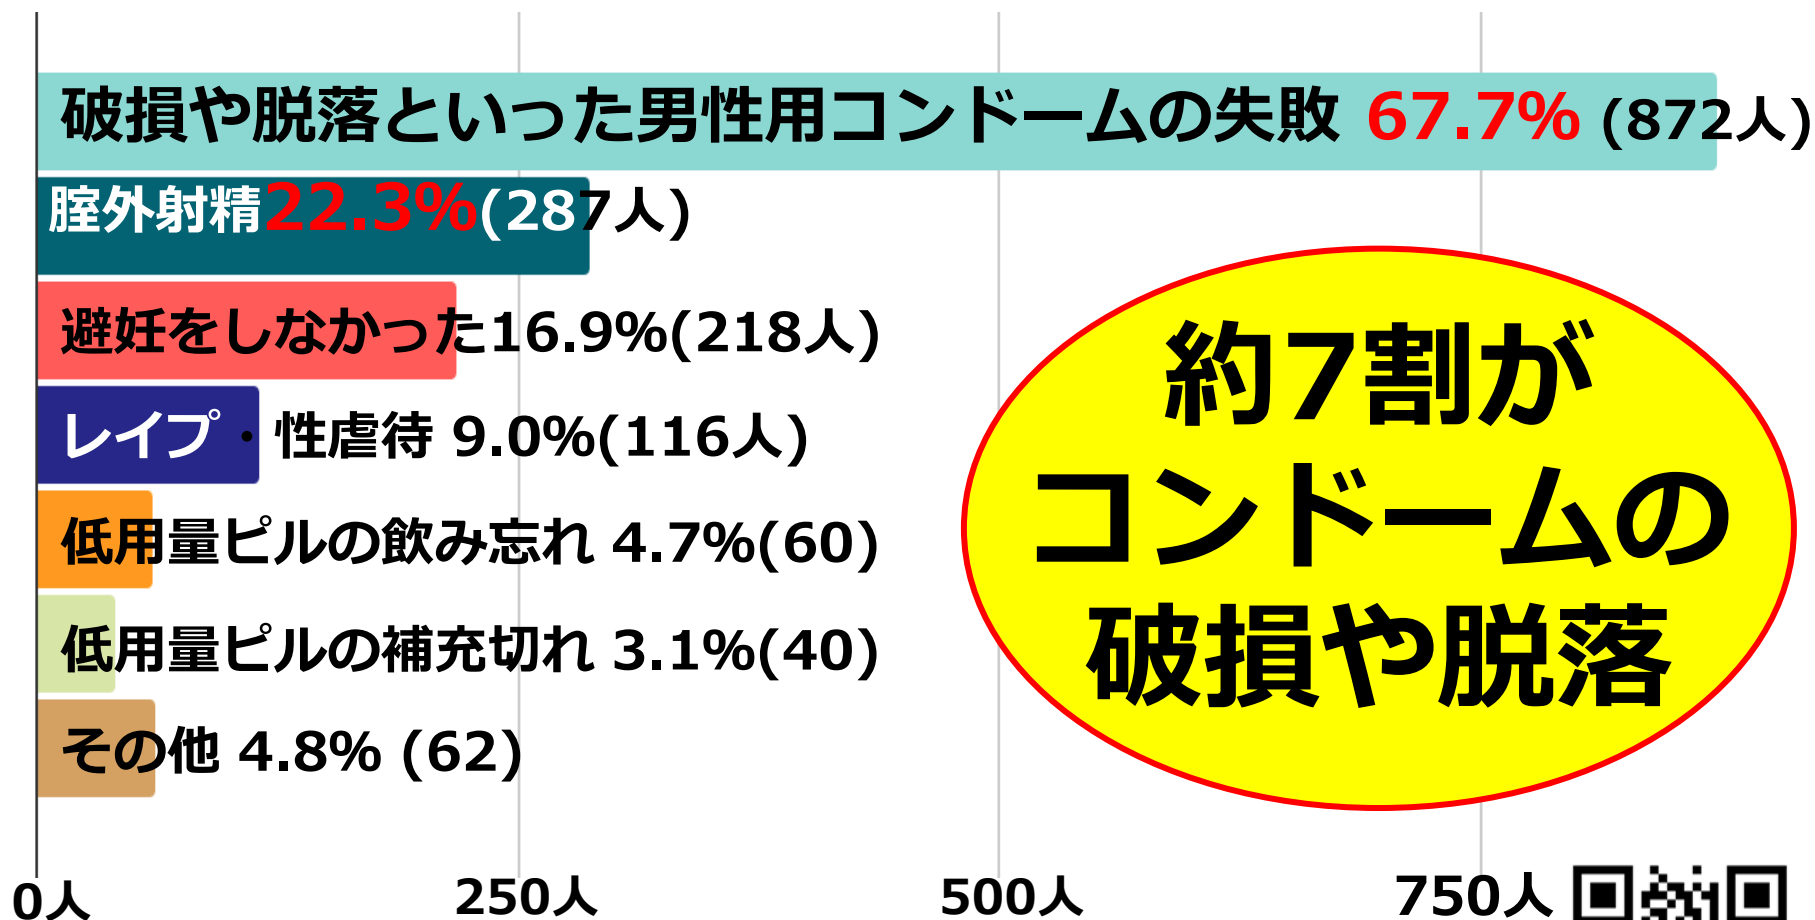 破損や脱落といった男性用コンドームの失敗 67.7% (872人)
腟外射精22.3%(287人)
避妊をしなかった16.9%(218人)
レイプ・性虐待 9.0%(116人)
低用量ピルの飲み忘れ 4.7%(60)
低用量ピルの補充切れ 3.1%(40)
その他 4.8% (62)
約7割が
コンドームの
破損や脱落
0人 250人 500人 750人